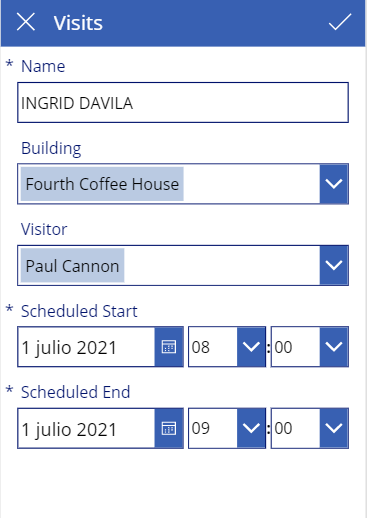 Visits
* Name
INGRID DAVILA
Building
Fourth Coffee House
Visitor
Paul Cannon
* Scheduled Start
1 julio 2021 08 : 00
* Scheduled End
1 julio 2021 09 : 00